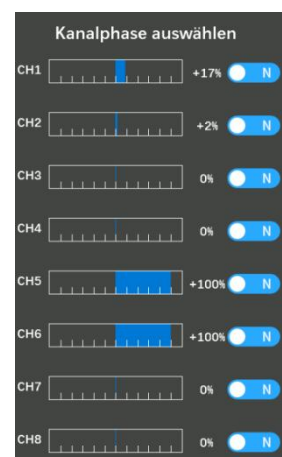 Kanalphase auswählen
CH1 +17% N
CH2 +2% N
CH3 0% N
CH4 0% N
CH5 +100% N
CH6 +100% N
CH7 0% N
CH8 0% N